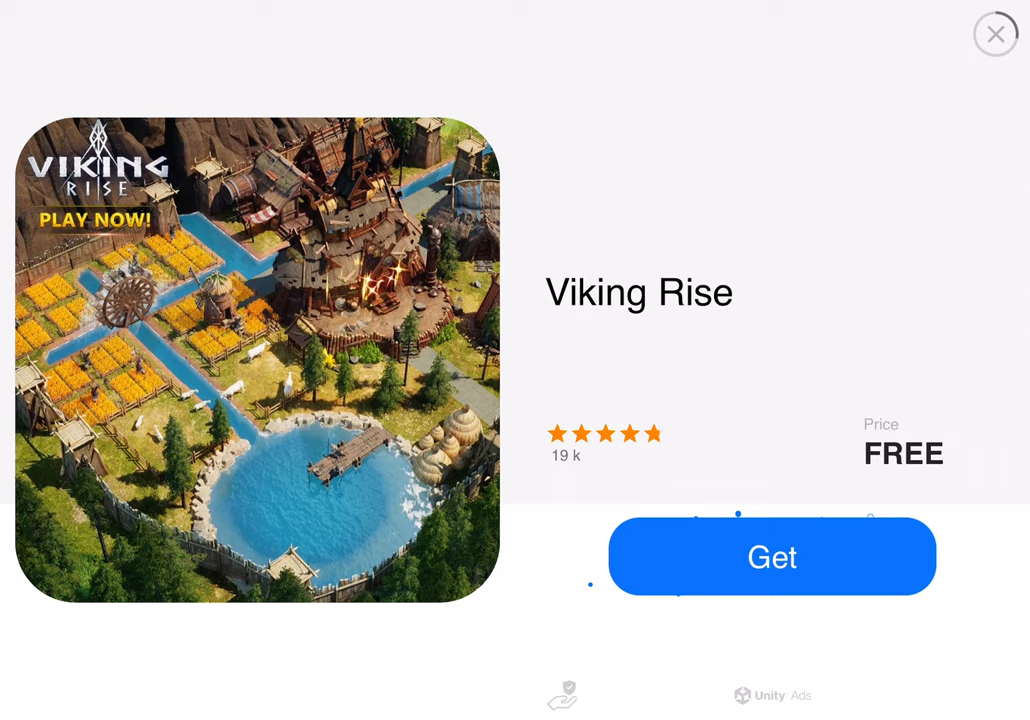 VIKING
RISE
PLAY NOW!
Viking Rise
19 k
Price
FREE
Get
Unity Ads